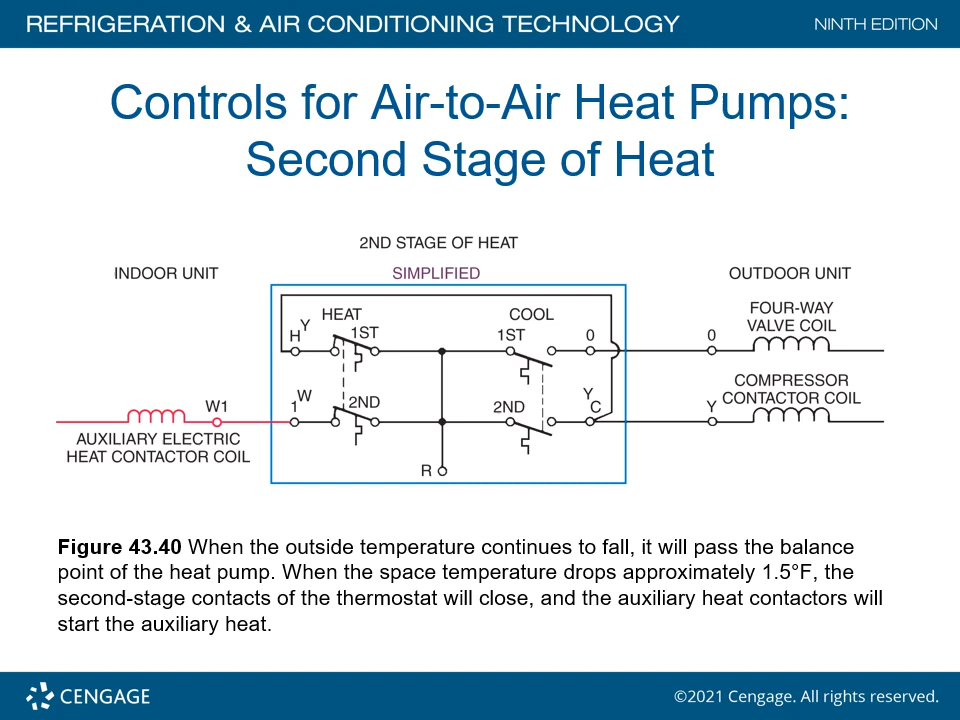 REFRIGERATION & AIR CONDITIONING TECHNOLOGY
NINTH EDITION
Controls for Air-to-Air Heat Pumps:
Second Stage of Heat
2ND STAGE OF HEAT
INDOOR UNIT
SIMPLIFIED
OUTDOOR UNIT
HEAT
COOL
FOUR-WAY
VALVE COIL
HY
1ST
1ST
0
0
COMPRESSOR
CONTACTOR COIL
W1
1W
2ND
2ND
YC
Y
AUXILIARY ELECTRIC
HEAT CONTACTOR COIL
R
Figure 43.40 When the outside temperature continues to fall, it will pass the balance
point of the heat pump. When the space temperature drops approximately 1.5°F, the
second-stage contacts of the thermostat will close, and the auxiliary heat contactors will
start the auxiliary heat.
CENGAGE
©2021 Cengage. All rights reserved.